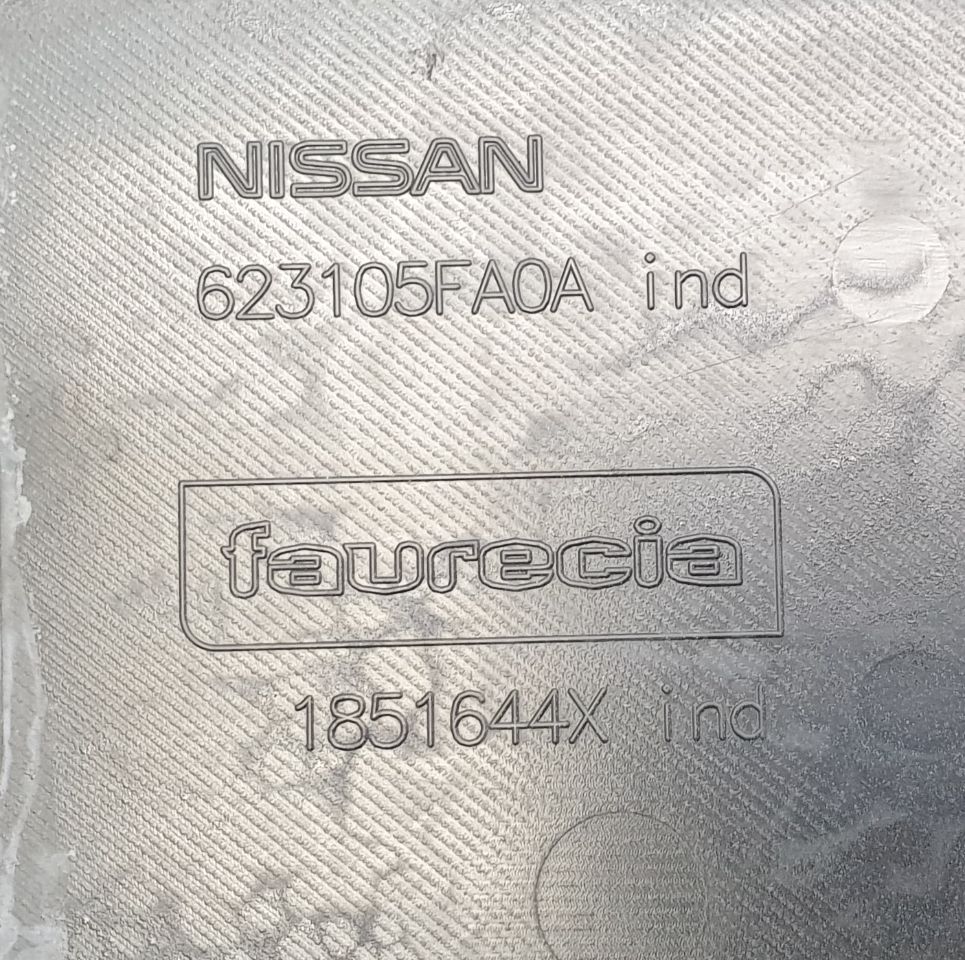 NISSAN
623105FA0A ind
faurecia
1851644X ind